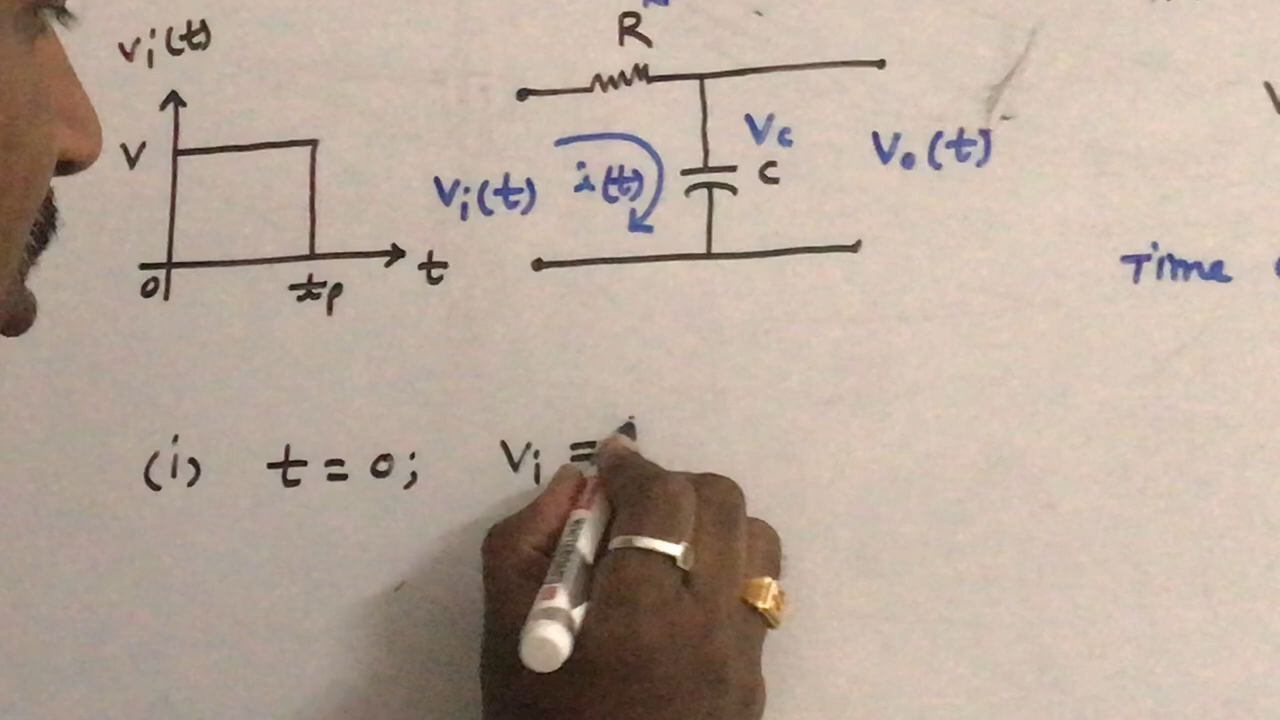 vi(t)
V
0
tp
t
R
Vi(t)
i(t)
Vc
C
Vo(t)
Time
(i) t = 0; Vi =